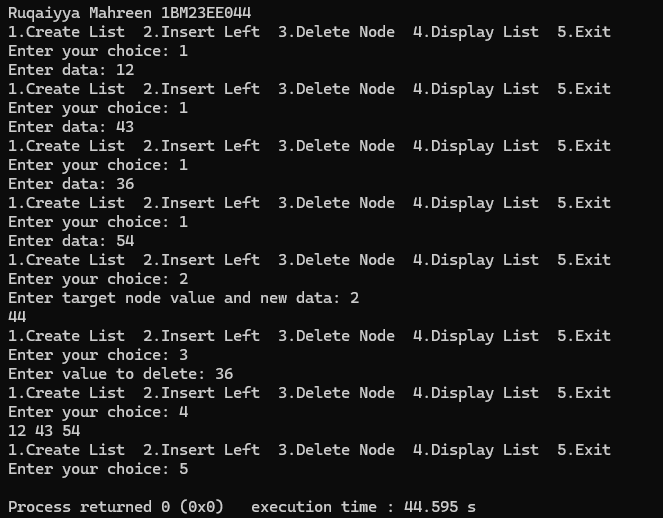 Ruqaiyya Mahreen 1BM23EE044
1.Create List  2.Insert Left  3.Delete Node  4.Display List  5.Exit
Enter your choice: 1
Enter data: 12
1.Create List  2.Insert Left  3.Delete Node  4.Display List  5.Exit
Enter your choice: 1
Enter data: 43
1.Create List  2.Insert Left  3.Delete Node  4.Display List  5.Exit
Enter your choice: 1
Enter data: 36
1.Create List  2.Insert Left  3.Delete Node  4.Display List  5.Exit
Enter your choice: 1
Enter data: 54
1.Create List  2.Insert Left  3.Delete Node  4.Display List  5.Exit
Enter your choice: 2
Enter target node value and new data: 2
44
1.Create List  2.Insert Left  3.Delete Node  4.Display List  5.Exit
Enter your choice: 3
Enter value to delete: 36
1.Create List  2.Insert Left  3.Delete Node  4.Display List  5.Exit
Enter your choice: 4
12 43 54
1.Create List  2.Insert Left  3.Delete Node  4.Display List  5.Exit
Enter your choice: 5
Process returned 0 (0x0)   execution time : 44.595 s